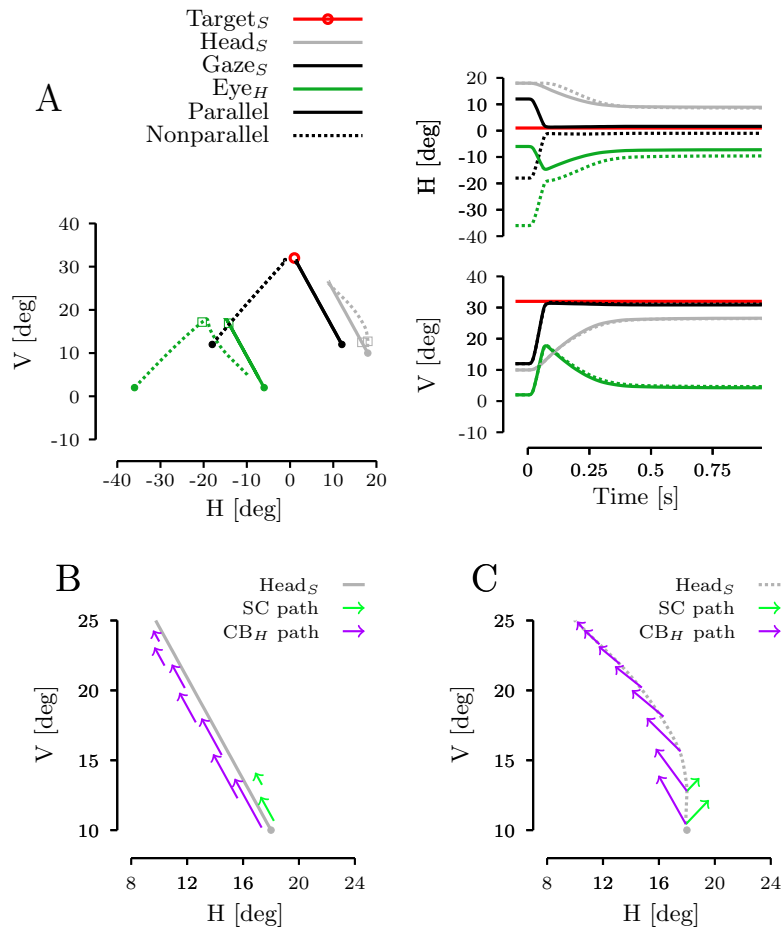 A
Target_S
Head_S
Gaze_S
Eye_H
Parallel
Nonparallel
40
30
20
10
0
-10
V [deg]
-40 -30 -20 -10 0 10 20
H [deg]
20
10
0
-10
-20
-30
-40
H [deg]
40
30
20
10
0
-10
V [deg]
0 0.25 0.5 0.75
Time [s]
B
Head_S
SC path
CB_H path
25
20
15
10
V [deg]
8 12 16 20 24
H [deg]
C
Head_S
SC path
CB_H path
25
20
15
10
V [deg]
8 12 16 20 24
H [deg]